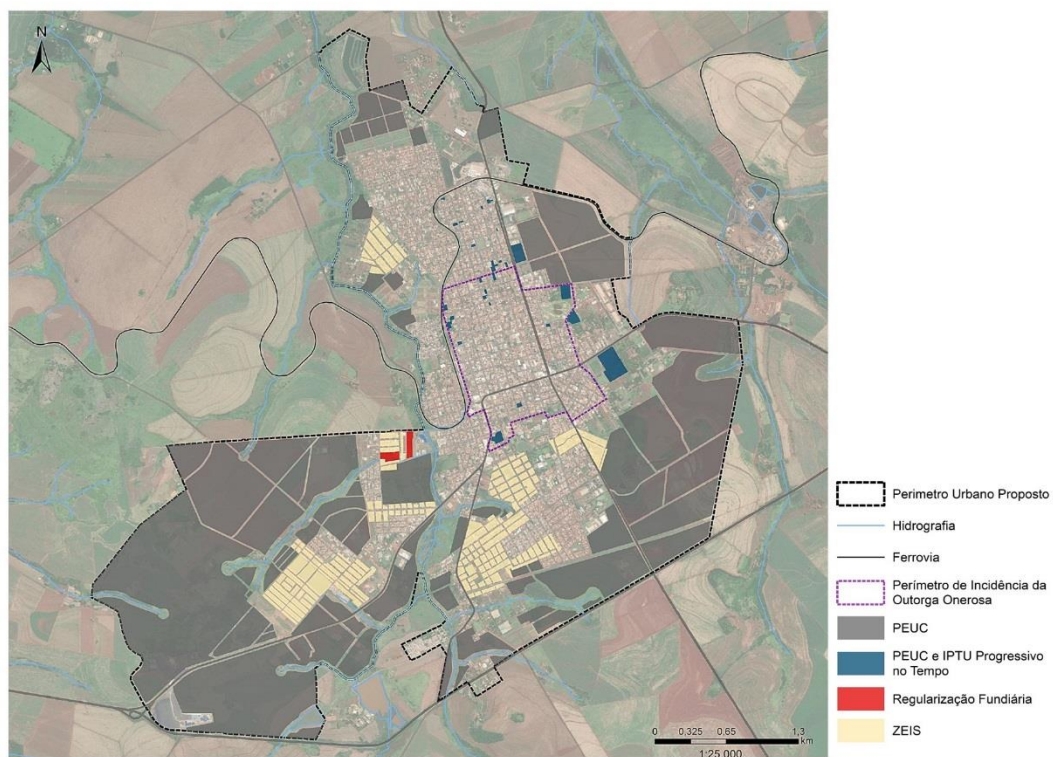 N
Perimetro Urbano Proposto
Hidrografia
Ferrovia
Perímetro de Incidência da
Outorga Onerosa
PEUC
PEUC e IPTU Progressivo
no Tempo
Regularização Fundiária
ZEIS
0 0,325 0,65 1,3
km
1:25.000